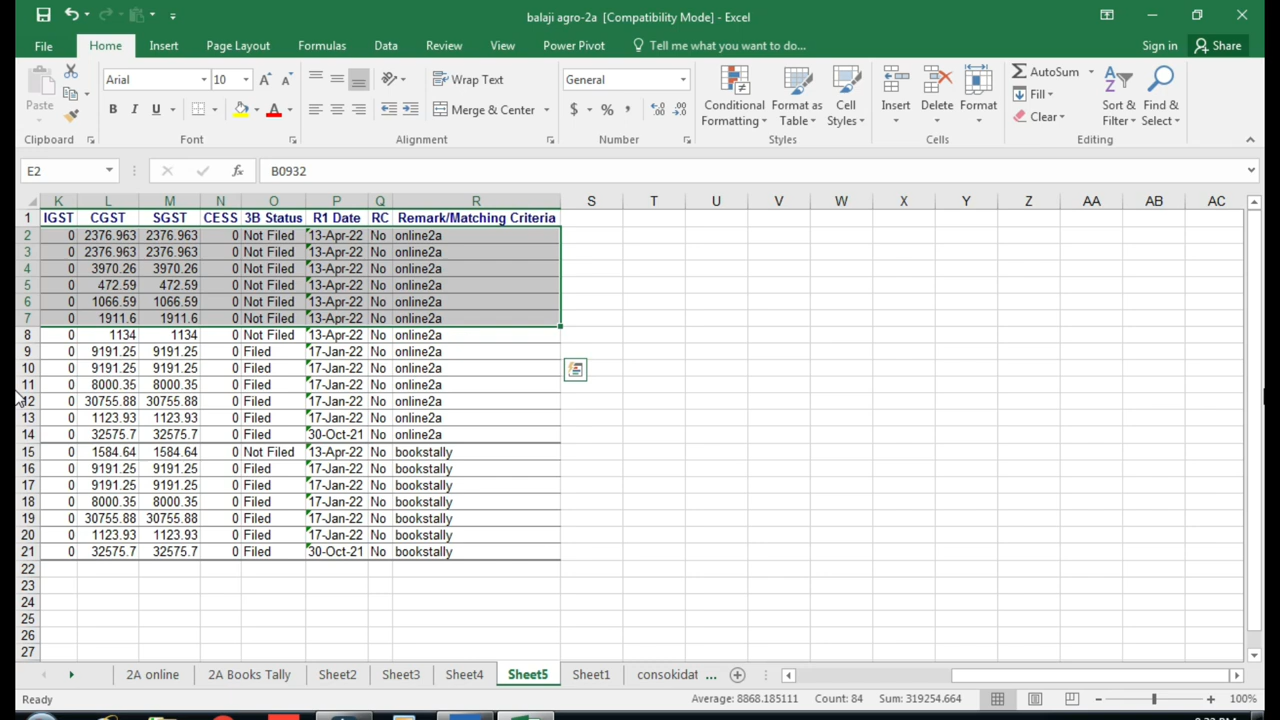 balaji agro-2a [Compatibility Mode] - Excel
File Home Insert Page Layout Formulas Data Review View Power Pivot Tell me what you want to do... Sign in Share
Paste Arial 10 Wrap Text General Conditional Formatting Format as Table Cell Styles Insert Delete Format AutoSum Sort & Filter Find & Select
B I U A Merge & Center $ % , Fill
Clear
Clipboard Font Alignment Number Styles Cells Editing
E2 fx B0932
K L M N O P Q R S T U V W X Y Z AA AB AC
1 IGST CGST SGST CESS 3B Status R1 Date RC Remark/Matching Criteria
2 0 2376.963 2376.963 0 Not Filed 13-Apr-22 No online2a
3 0 2376.963 2376.963 0 Not Filed 13-Apr-22 No online2a
4 0 3970.26 3970.26 0 Not Filed 13-Apr-22 No online2a
5 0 472.59 472.59 0 Not Filed 13-Apr-22 No online2a
6 0 1066.59 1066.59 0 Not Filed 13-Apr-22 No online2a
7 0 1911.6 1911.6 0 Not Filed 13-Apr-22 No online2a
8 0 1134 1134 0 Not Filed 13-Apr-22 No online2a
9 0 9191.25 9191.25 0 Filed 17-Jan-22 No online2a
10 0 9191.25 9191.25 0 Filed 17-Jan-22 No online2a
11 0 8000.35 8000.35 0 Filed 17-Jan-22 No online2a
12 0 30755.88 30755.88 0 Filed 17-Jan-22 No online2a
13 0 1123.93 1123.93 0 Filed 17-Jan-22 No online2a
14 0 32575.7 32575.7 0 Filed 30-Oct-21 No online2a
15 0 1584.64 1584.64 0 Not Filed 13-Apr-22 No bookstally
16 0 9191.25 9191.25 0 Filed 17-Jan-22 No bookstally
17 0 9191.25 9191.25 0 Filed 17-Jan-22 No bookstally
18 0 8000.35 8000.35 0 Filed 17-Jan-22 No bookstally
19 0 30755.88 30755.88 0 Filed 17-Jan-22 No bookstally
20 0 1123.93 1123.93 0 Filed 17-Jan-22 No bookstally
21 0 32575.7 32575.7 0 Filed 30-Oct-21 No bookstally
22
23
24
25
26
27
2A online 2A Books Tally Sheet2 Sheet3 Sheet4 Sheet5 Sheet1 consokidat ...
Ready Average: 8868.185111 Count: 84 Sum: 319254.664 100%